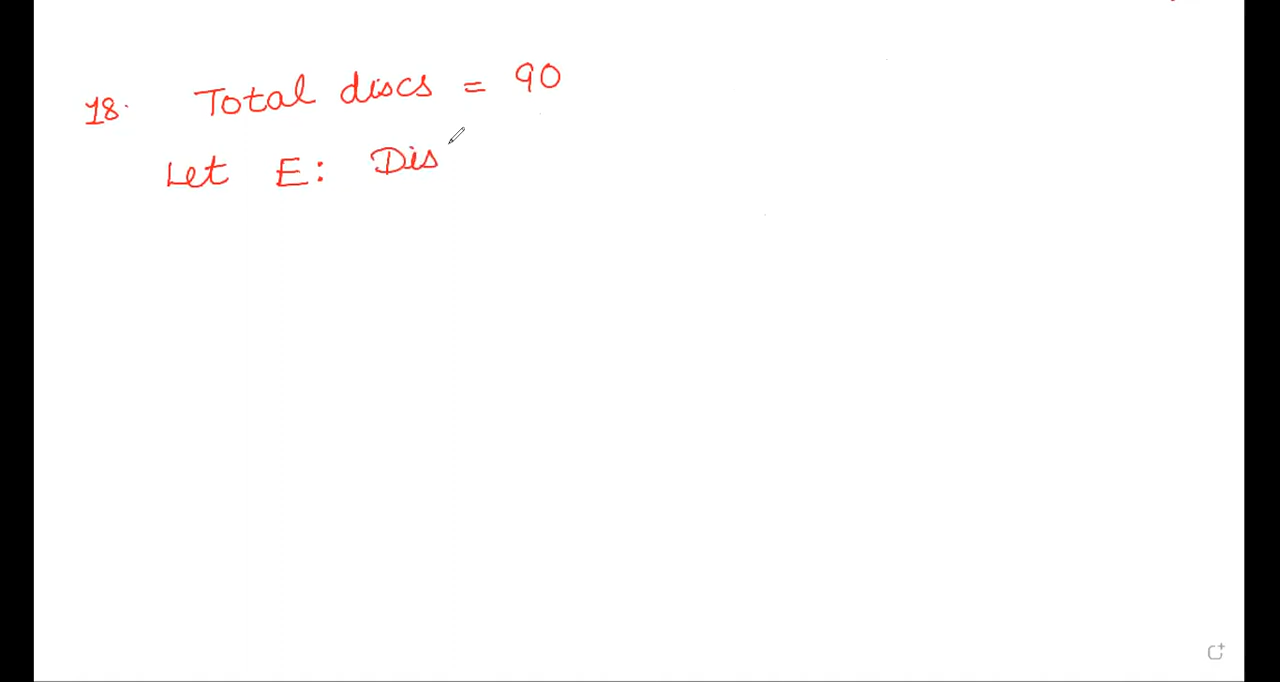 18. Total discs = 90
Let E: Dis